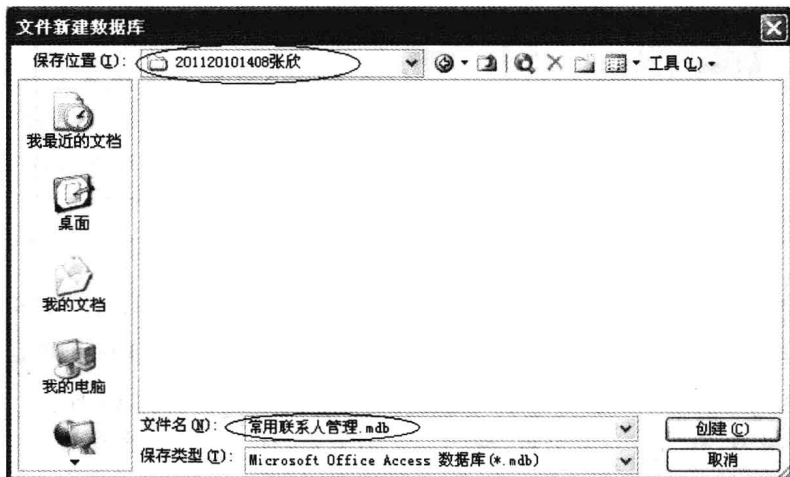 文件新建数据库
保存位置(I):
201120101408张欣
工具(L)
我最近的文档
桌面
我的文档
我的电脑
文件名(N):
常用联系人管理.mdb
创建(C)
保存类型(T):
Microsoft Office Access 数据库(*.mdb)
取消